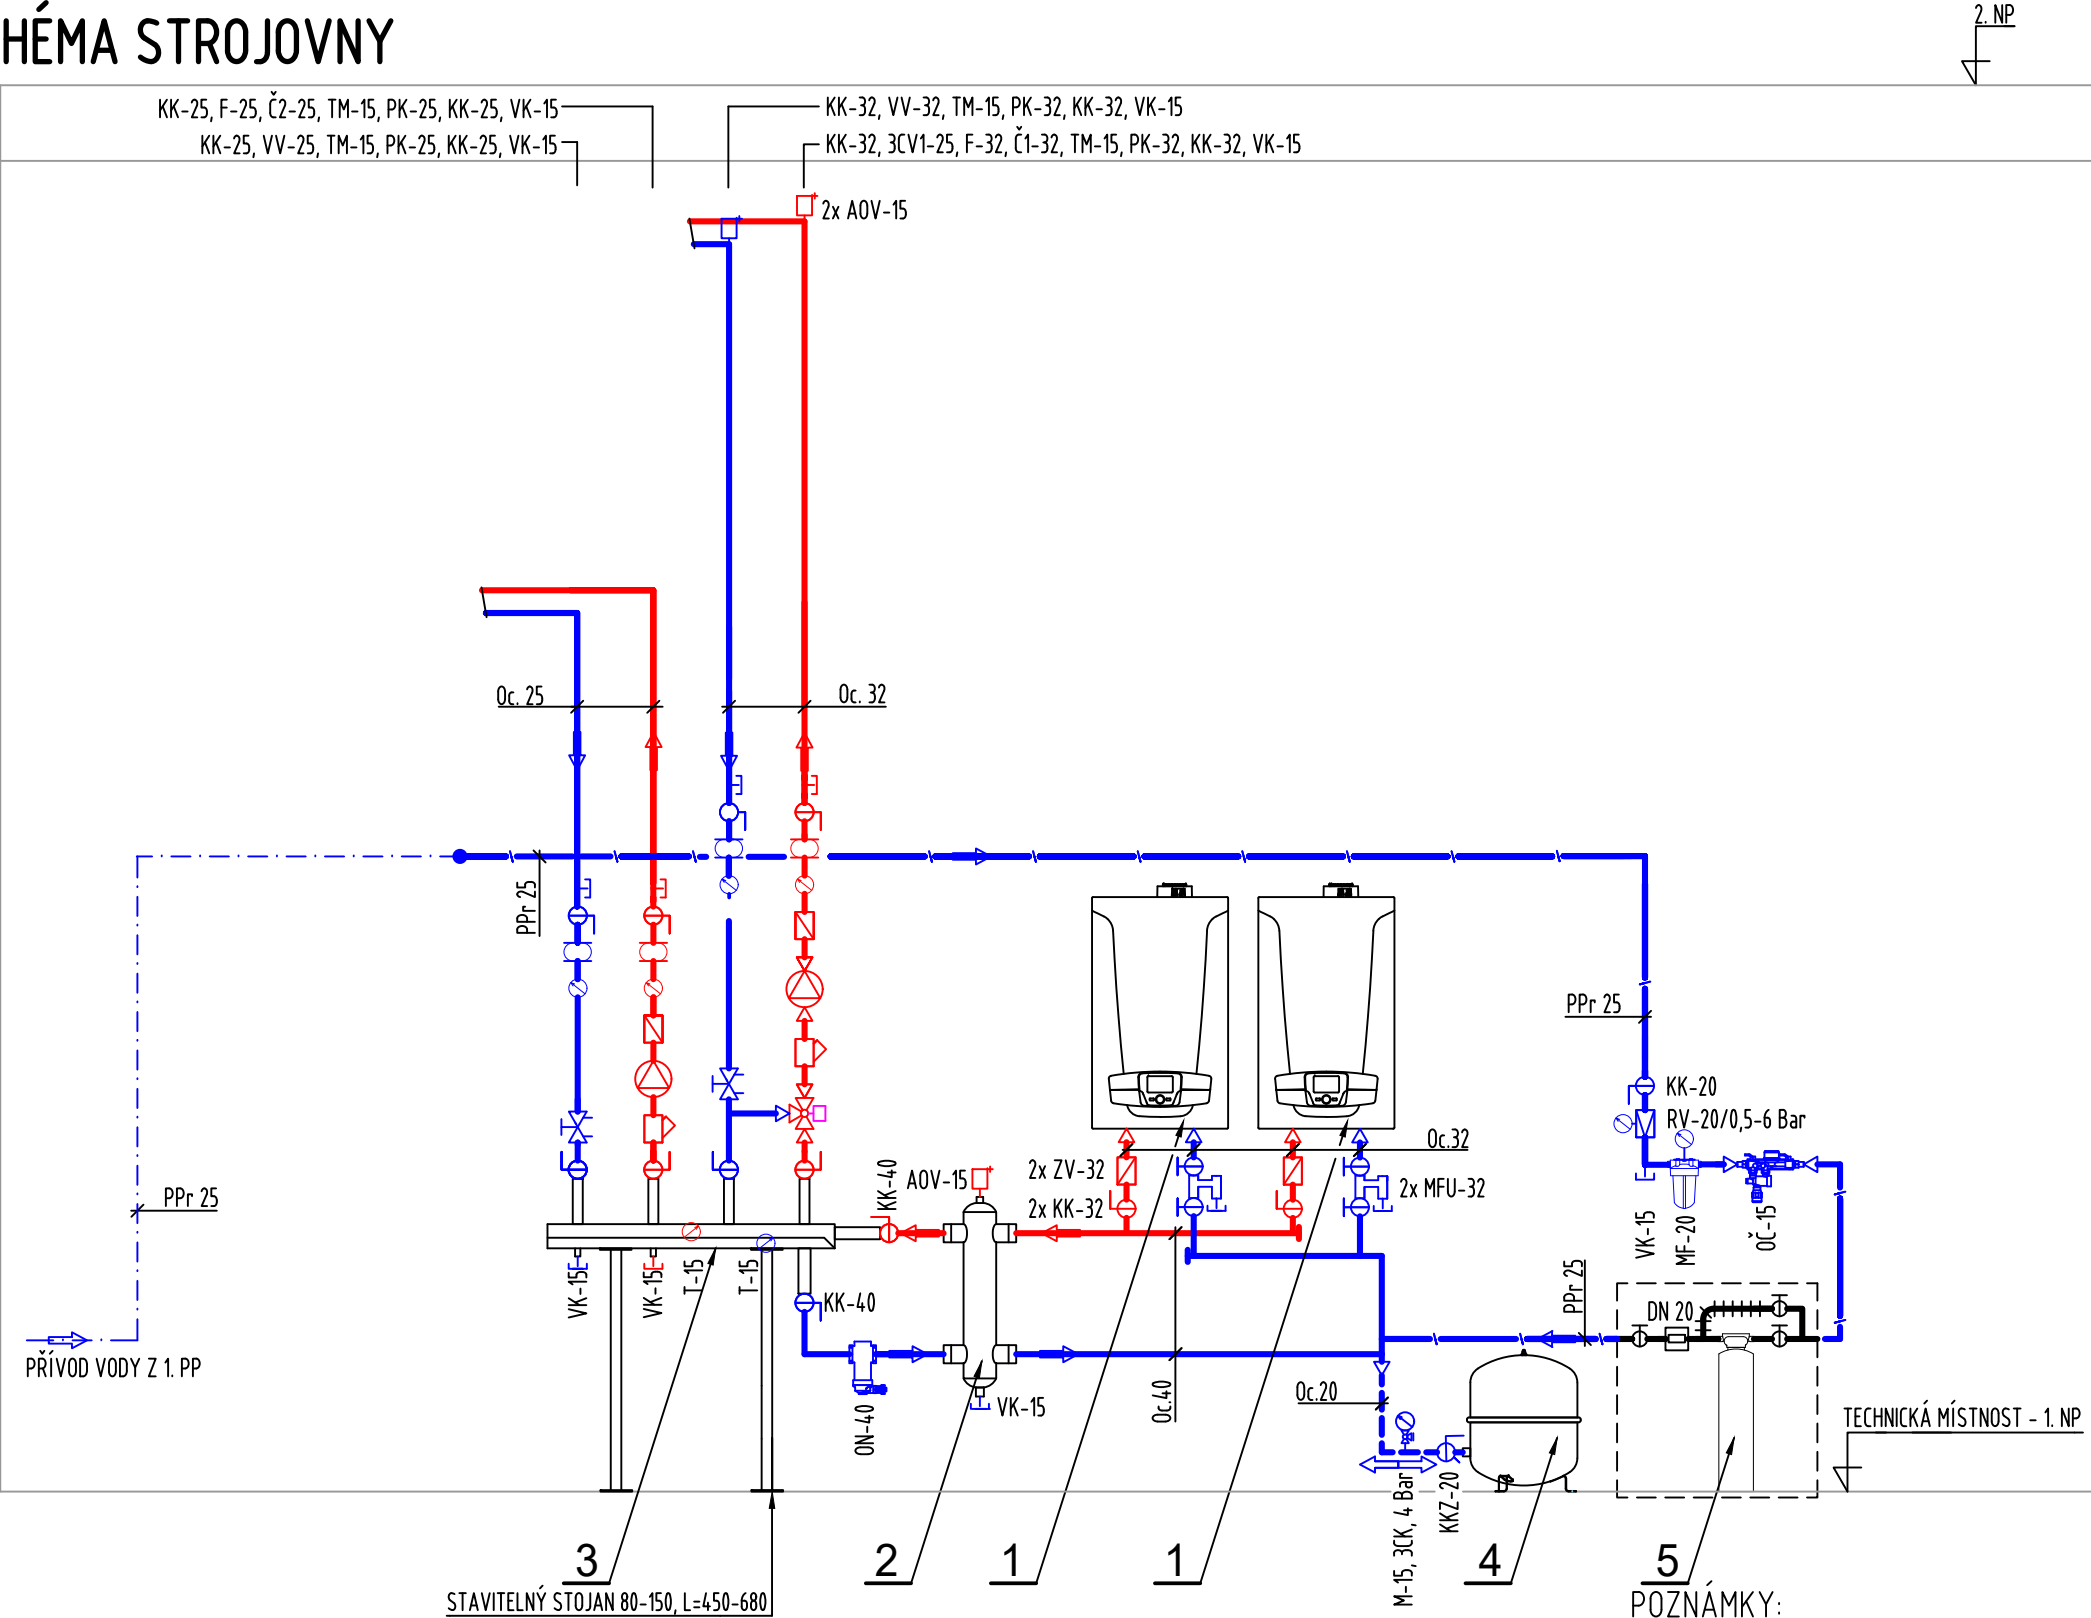 HÉMA STROJOVNY
2. NP
KK-25, F-25, Č2-25, TM-15, PK-25, KK-25, VK-15
KK-32, VV-32, TM-15, PK-32, KK-32, VK-15
KK-25, VV-25, TM-15, PK-25, KK-25, VK-15
KK-32, 3CV1-25, F-32, Č1-32, TM-15, PK-32, KK-32, VK-15
2x AOV-15
Oc. 25
Oc. 32
PPr 25
PPr 25
KK-20
RV-20/0,5-6 Bar
Oc.32
2x ZV-32
2x MFU-32
2x KK-32
AOV-15
KK-40
PPr 25
VK-15
MF-20
OČ-15
VK-15
VK-15
T-15
T-15
KK-40
PPr 25
DN 20
PŘÍVOD VODY Z 1. PP
ON-40
VK-15
Oc.40
Oc.20
TECHNICKÁ MÍSTNOST - 1. NP
M-15, 3CK, 4 Bar
KKZ-20
3
2
1
1
4
5
STAVITELNÝ STOJAN 80-150, L=450-680
POZNÁMKY: